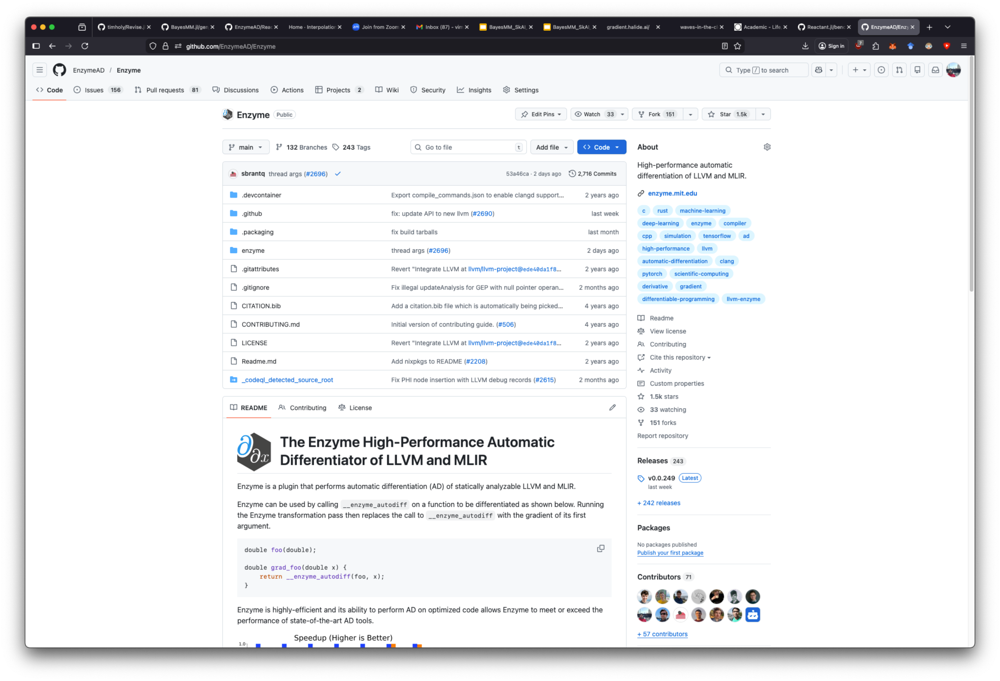 timholy/Revise.j
BayesMM.jl/gen
EnzymeAD/Reac
Home · Interpolation
zm
Join from Zoom
Inbox (87) - vim
BayesMM_SkAI_
BayesMM_SkAI_
gradient.halide.ai/
waves-in-the-cl
Academic - Life
Reactant.jl/benc
EnzymeAD/Enzy
github.com/EnzymeAD/Enzyme
Sign in
7
EnzymeAD / Enzyme
Type / to search
Code
Issues 156
Pull requests 81
Discussions
Actions
Projects 2
Wiki
Security
Insights
Settings
Enzyme Public
Edit Pins
Watch 33
Fork 151
Star 1.5k
main
132 Branches
243 Tags
Go to file t
Add file
Code
sbrantq thread args (#2696)
53a46ca · 2 days ago
2,716 Commits
.devcontainer Export compile_commands.json to enable clangd support... 2 years ago
.github fix: update API to new llvm (#2690) last week
.packaging fix build tarballs last month
enzyme thread args (#2696) 2 days ago
.gitattributes Revert "Integrate LLVM at llvm/llvm-project@ede40da1f8... 2 years ago
.gitignore Fix illegal updateAnalysis for GEP with null pointer operan... 2 months ago
CITATION.bib Add a citation.bib file which is automatically being picked... 4 years ago
CONTRIBUTING.md Initial version of contributing guide. (#506) 4 years ago
LICENSE Revert "Integrate LLVM at llvm/llvm-project@ede40da1f8... 2 years ago
Readme.md Add nixpkgs to README (#2208) 2 years ago
_codeql_detected_source_root Fix PHI node insertion with LLVM debug records (#2615) 2 months ago
README
Contributing
License
∂ ∂x
The Enzyme High-Performance Automatic
Differentiator of LLVM and MLIR
Enzyme is a plugin that performs automatic differentiation (AD) of statically analyzable LLVM and MLIR.
Enzyme can be used by calling __enzyme_autodiff on a function to be differentiated as shown below. Running
the Enzyme transformation pass then replaces the call to __enzyme_autodiff with the gradient of its first
argument.
double foo(double);
double grad_foo(double x) {
return __enzyme_autodiff(foo, x);
}
Enzyme is highly-efficient and its ability to perform AD on optimized code allows Enzyme to meet or exceed the
performance of state-of-the-art AD tools.
Speedup (Higher is Better)
1.0
About
High-performance automatic
differentiation of LLVM and MLIR.
enzyme.mit.edu
c rust machine-learning
deep-learning enzyme compiler
cpp simulation tensorflow ad
high-performance llvm
automatic-differentiation clang
pytorch scientific-computing
derivative gradient
differentiable-programming llvm-enzyme
Readme
View license
Contributing
Cite this repository
Activity
Custom properties
1.5k stars
33 watching
151 forks
Report repository
Releases 243
v0.0.249 Latest
last week
+ 242 releases
Packages
No packages published
Publish your first package
Contributors 71
+ 57 contributors